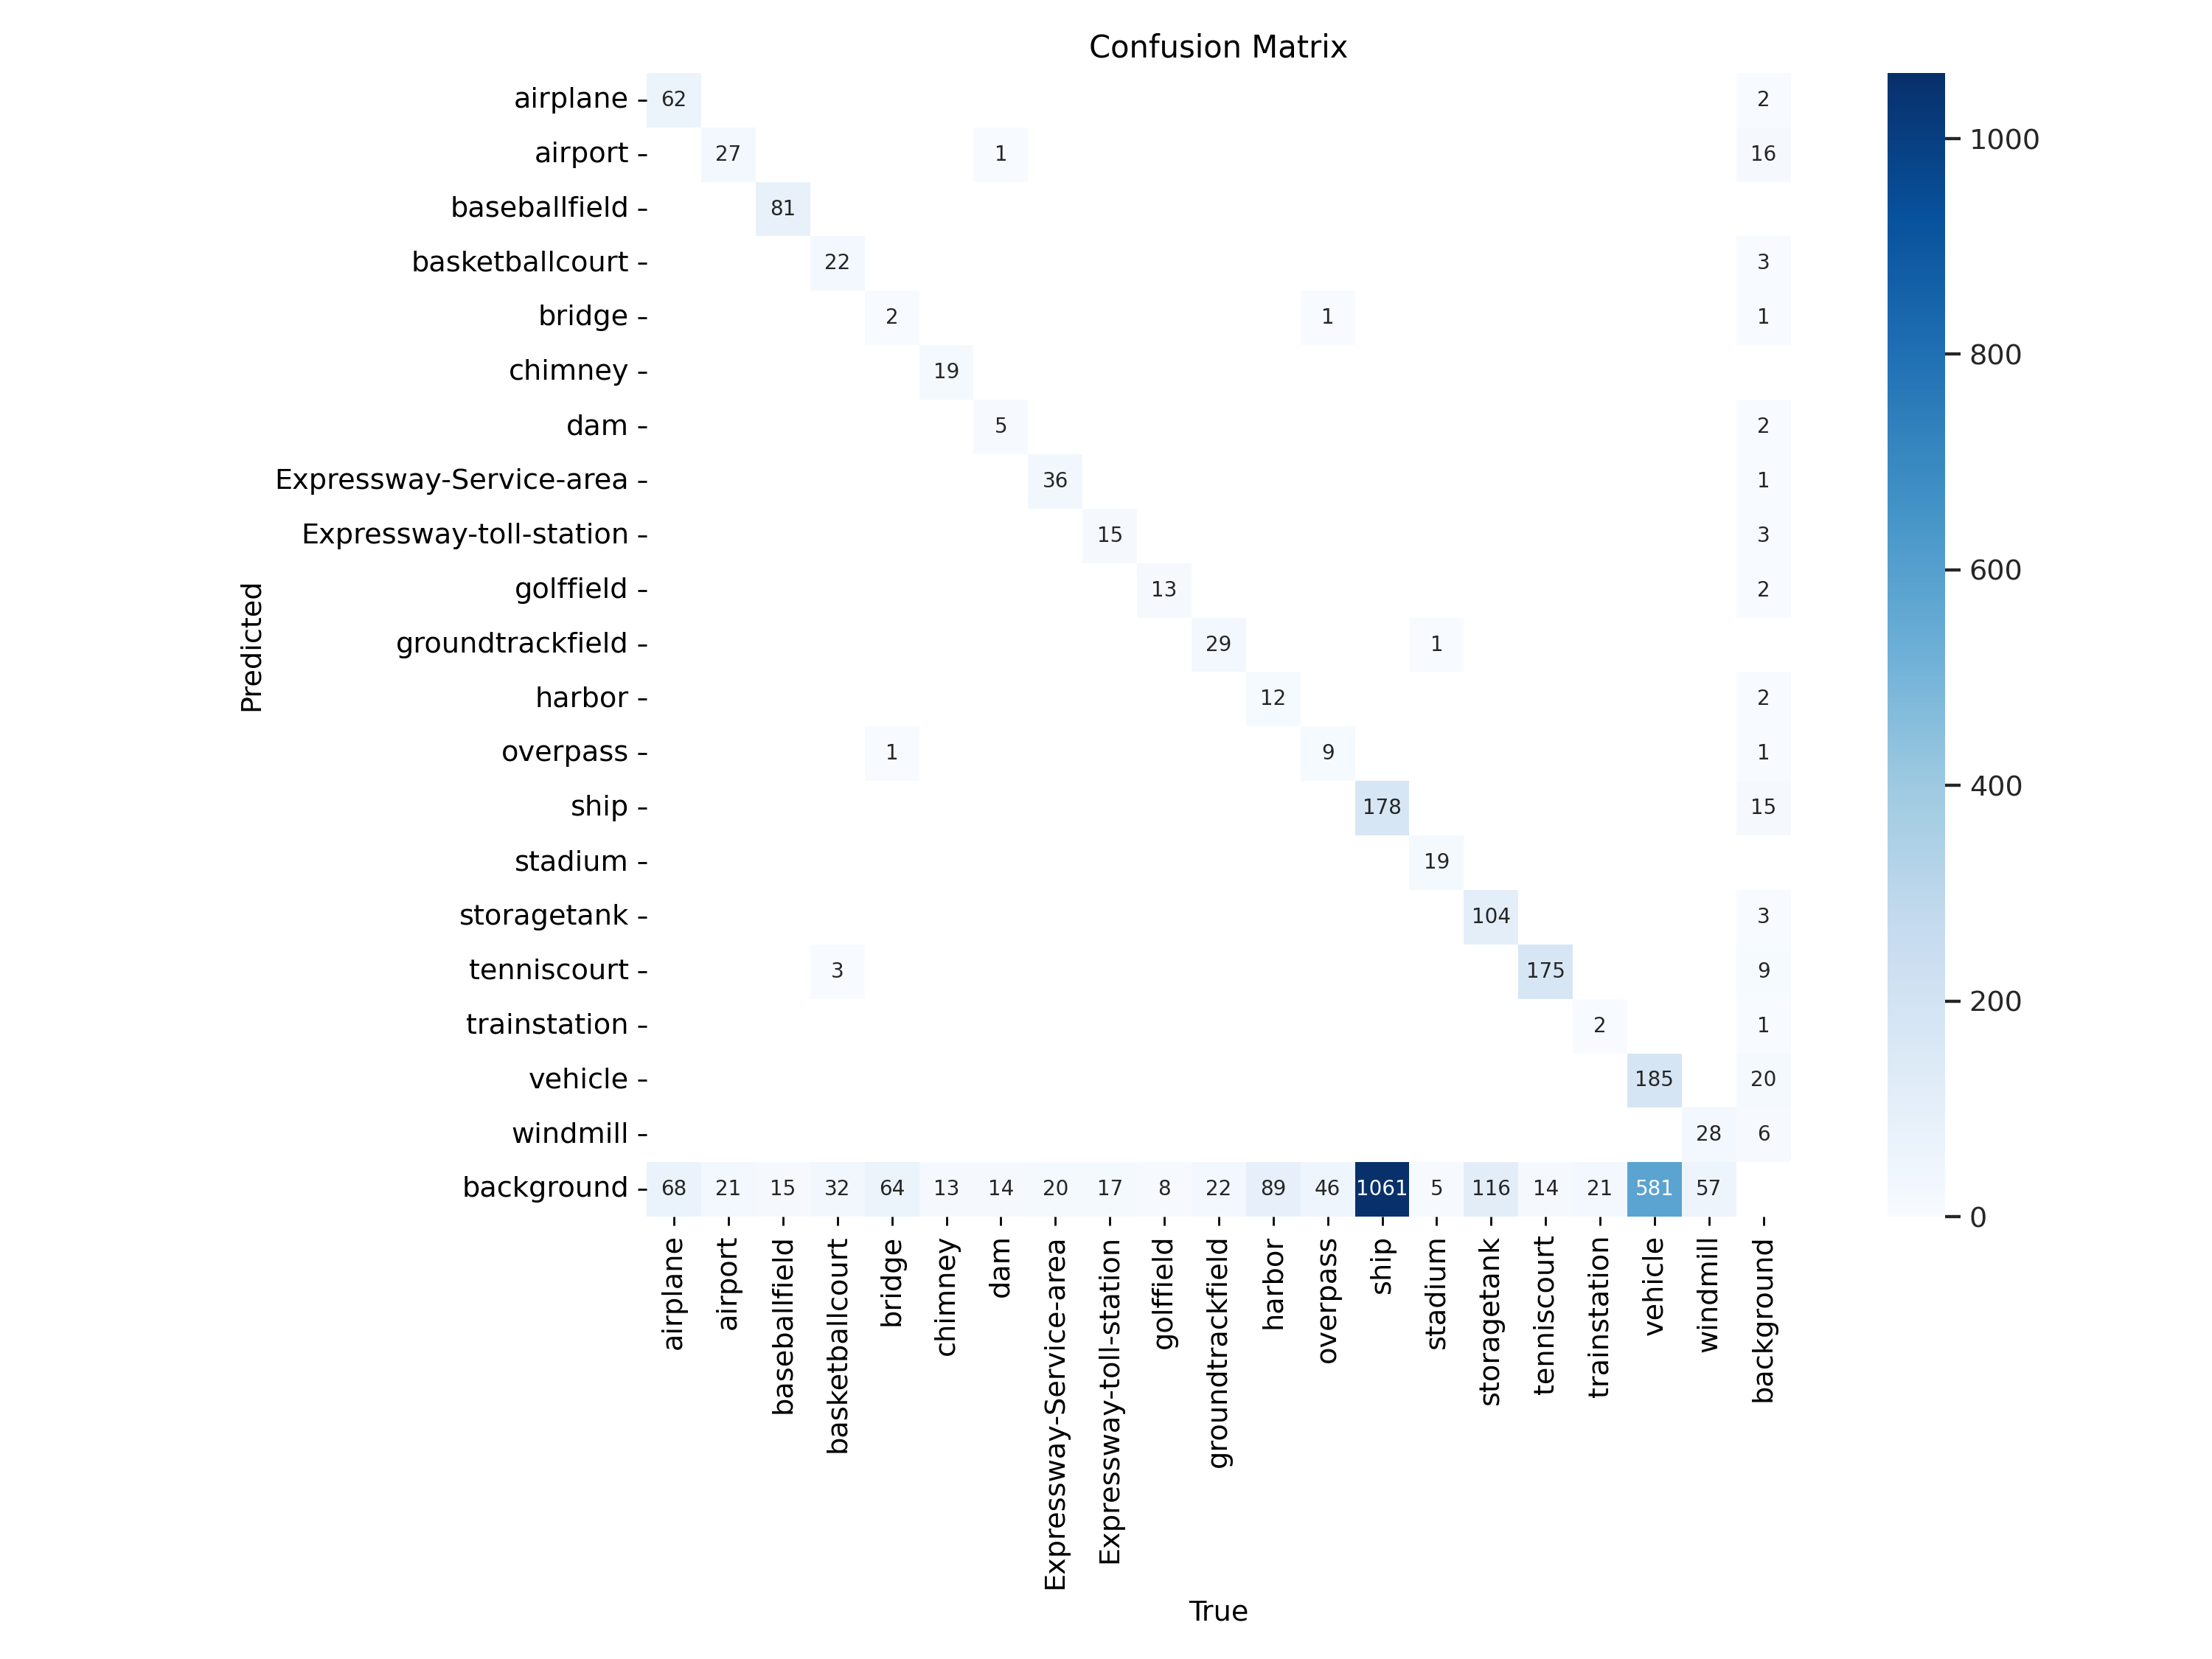 Confusion Matrix
airplane 62 2
airport 27 1 16
baseballfield 81
basketballcourt 22 3
bridge 2 1 1
chimney 19
dam 5 2
Expressway-Service-area 36 1
Expressway-toll-station 15 3
golffield 13 2
groundtrackfield 29 1
harbor 12 2
overpass 1 9 1
ship 178 15
stadium 19
storagetank 104 3
tenniscourt 3 175 9
trainstation 2 1
vehicle 185 20
windmill 28 6
background 68 21 15 32 64 13 14 20 17 8 22 89 46 1061 5 116 14 21 581 57
Predicted
airplane
airport
baseballfield
basketballcourt
bridge
chimney
dam
Expressway-Service-area
Expressway-toll-station
golffield
groundtrackfield
harbor
overpass
ship
stadium
storagetank
tenniscourt
trainstation
vehicle
windmill
background
True
1000
800
600
400
200
0